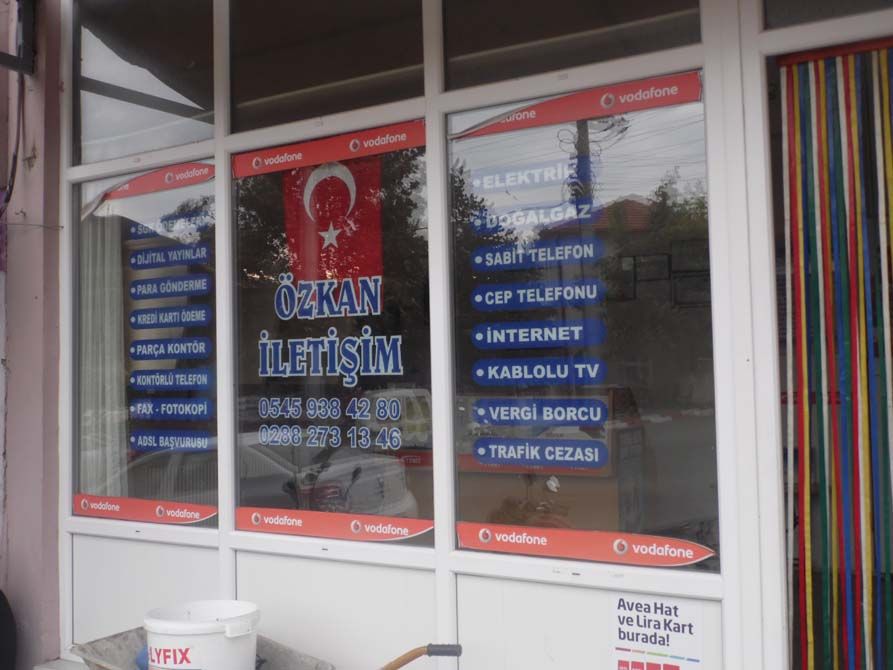 vodafone
SGK ÖDEMELERİ
DİJİTAL YAYINLAR
PARA GÖNDERME
KREDİ KARTI ÖDEME
PARÇA KONTÖR
KONTÖRLÜ TELEFON
FAX - FOTOKOPİ
ADSL BAŞVURUSU
vodafone vodafone
vodafone vodafone
ÖZKAN
İLETİŞİM
0545 938 42 80
0288 273 13 46
vodafone vodafone
vodafone
ELEKTRİK
DOĞALGAZ
SABİT TELEFON
CEP TELEFONU
İNTERNET
KABLOLU TV
VERGİ BORCU
TRAFİK CEZASI
vodafone vodafone
Avea Hat
ve Lira Kart
burada!
LYFIX